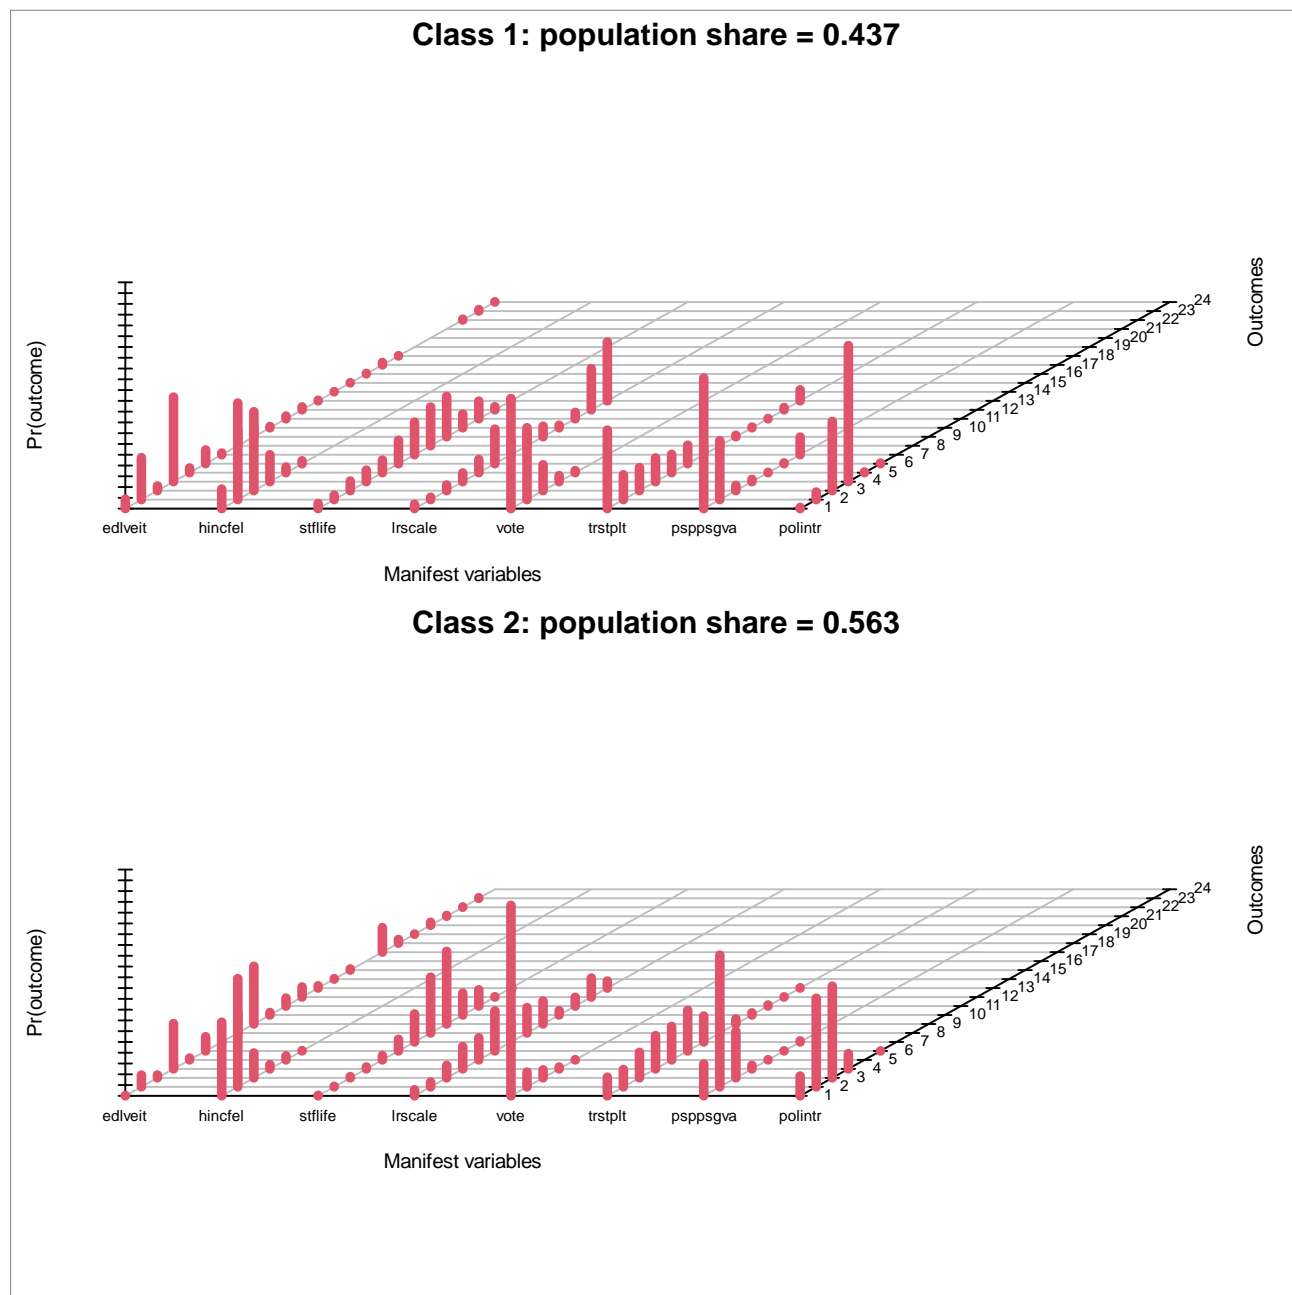 Class 1: population share = 0.437
Pr(outcome)
Outcomes
1 2 3 4 5 6 7 8 9 10 11 12 13 14 15 16 17 18 19 20 21 22 23 24
edlveit hincfel stflife lrscale vote trstplt psppsgva polintr
Manifest variables
Class 2: population share = 0.563
Pr(outcome)
Outcomes
1 2 3 4 5 6 7 8 9 10 11 12 13 14 15 16 17 18 19 20 21 22 23 24
edlveit hincfel stflife lrscale vote trstplt psppsgva polintr
Manifest variables